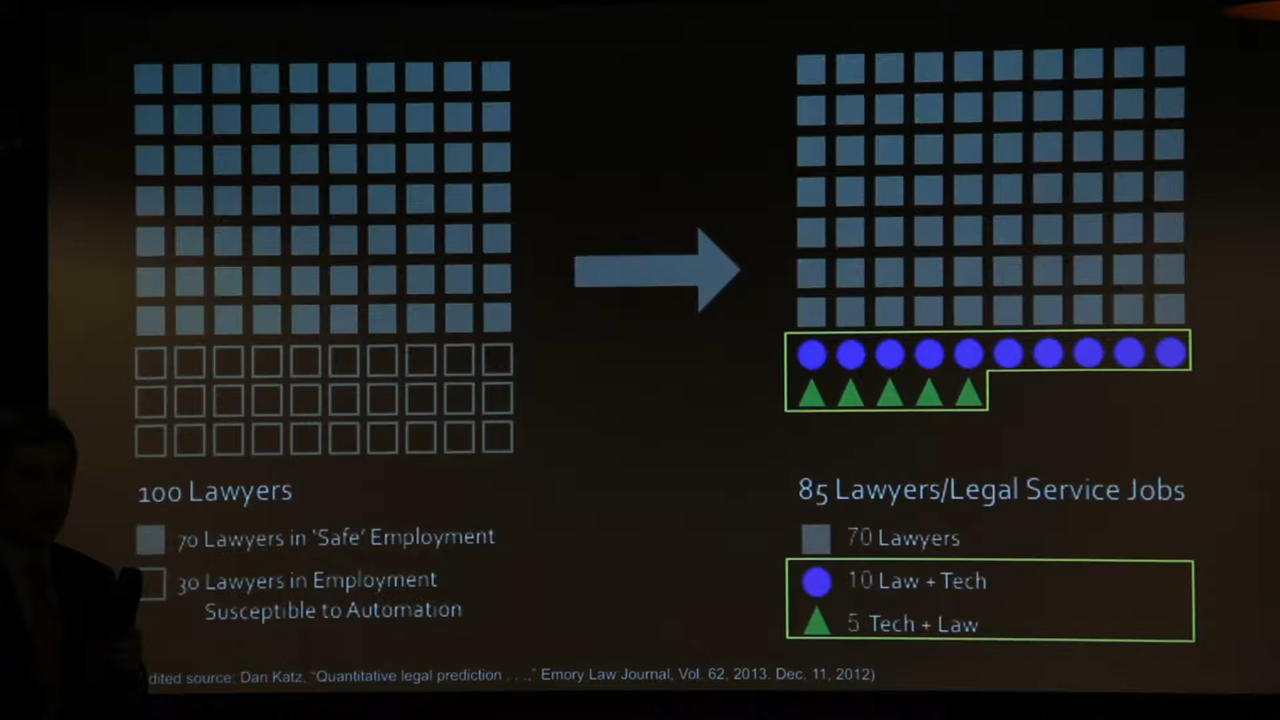 100 Lawyers
70 Lawyers in 'Safe' Employment
30 Lawyers in Employment
Susceptible to Automation
85 Lawyers/Legal Service Jobs
70 Lawyers
10 Law + Tech
5 Tech + Law
dited source: Dan Katz, "Quantitative legal prediction . . .," Emory Law Journal, Vol. 62, 2013. Dec. 11, 2012)